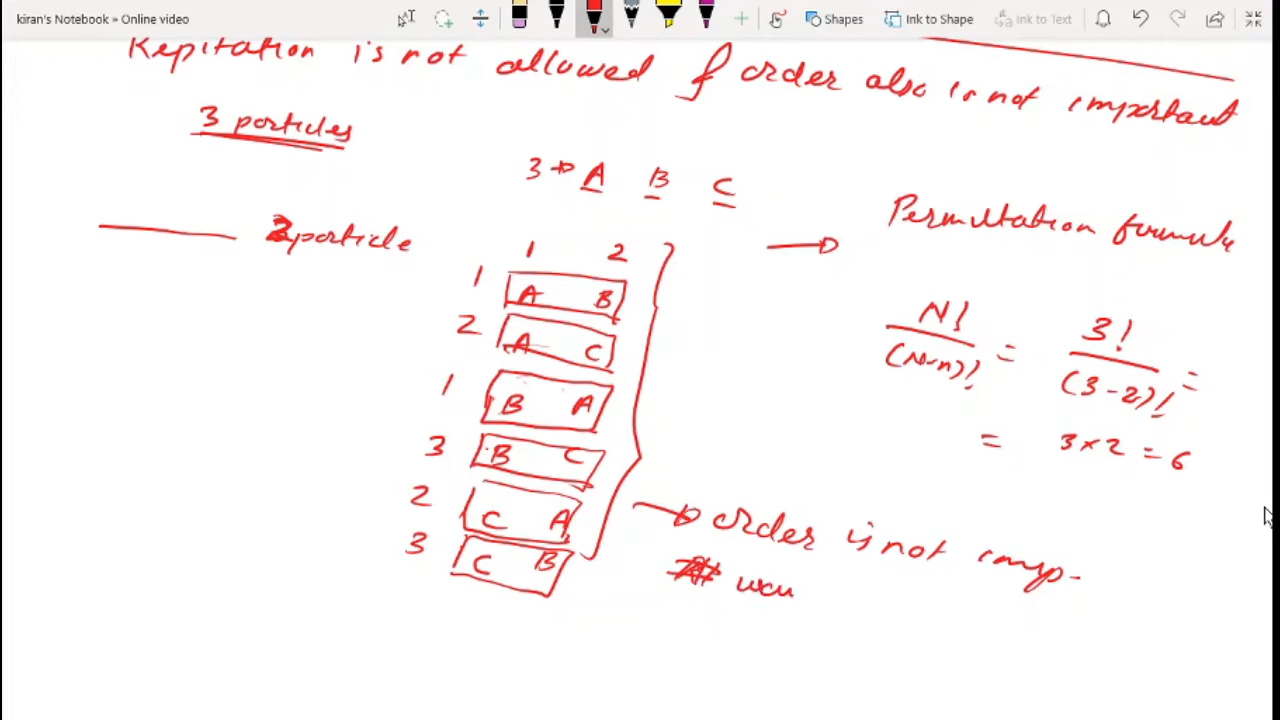 kiran's Notebook » Online video
Shapes
Ink to Shape
Ink to Text
Repitation is not allowed & order also is not important
3 particles
3 → A B C
2 particle
1 2
1 A B
2 A C
1 B A
3 B C
2 C A
3 C B
→ Permutation formula
N! / (N-n)! = 3! / (3-2)! =
= 3 × 2 = 6
→ order is not imp.